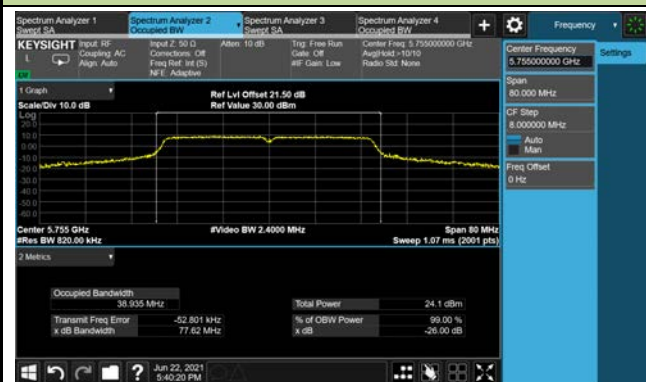 Spectrum Analyzer 1
Swept SA
Spectrum Analyzer 2
Occupied BW
Spectrum Analyzer 3
Swept SA
Spectrum Analyzer 4
Occupied BW
+
Frequency
KEYSIGHT
L
Input: RF
Coupling: AC
Align: Auto
Input Z: 50 Ω
Corrections: Off
Freq Ref: Int (S)
NFE: Adaptive
Atten: 10 dB
Trig: Free Run
Gate: Off
#IF Gain: Low
Center Freq: 5.755000000 GHz
Avg|Hold:>10/10
Radio Std: None
1 Graph
Scale/Div 10.0 dB
Log
Ref Lvl Offset 21.50 dB
Ref Value 30.00 dBm
20.0
10.0
0.00
-10.0
-20.0
-30.0
-40.0
-50.0
-60.0
Center 5.755 GHz
#Res BW 820.00 kHz
#Video BW 2.4000 MHz
Span 80 MHz
Sweep 1.07 ms (2001 pts)
2 Metrics
Occupied Bandwidth
38.935 MHz
Total Power 24.1 dBm
Transmit Freq Error -52.801 kHz
% of OBW Power 99.00 %
x dB Bandwidth 77.62 MHz
x dB -26.00 dB
Center Frequency
5.755000000 GHz
Settings
Span
80.000 MHz
CF Step
8.000000 MHz
Auto
Man
Freq Offset
0 Hz
?
Jun 22, 2021
5:40:20 PM